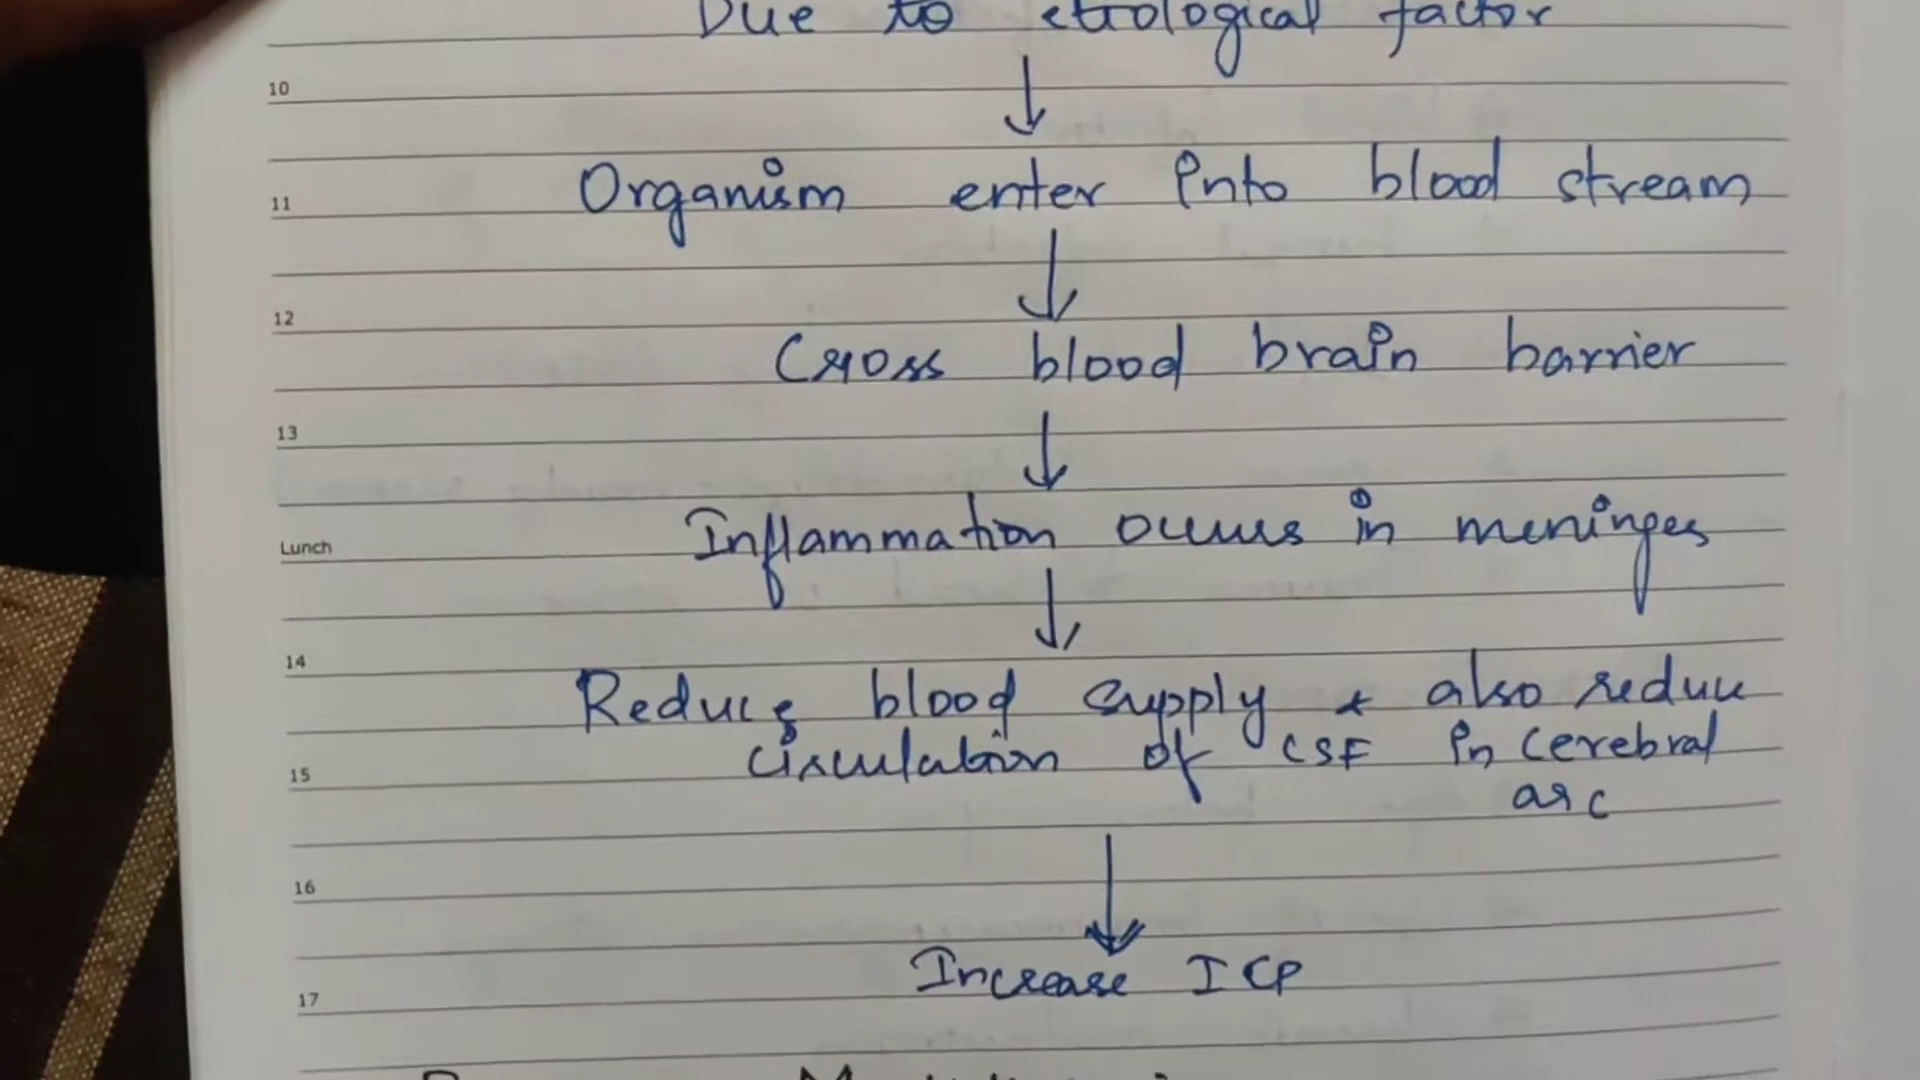 Due to etiological factor
↓
10
Organism enter into blood stream
11
↓
12
Cross blood brain barrier
↓
13
Inflammation occurs in meninges
Lunch
↓
14
Reduce blood supply & also reduce
circulation of CSF in cerebral
15
arc
↓
16
Increase ICP
17